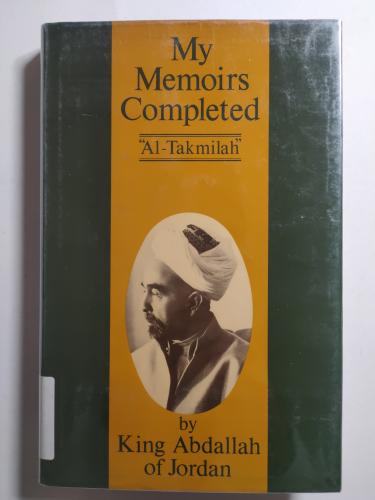 My
Memoirs
Completed
"Al-Takmilah"
by
King Abdallah
of Jordan